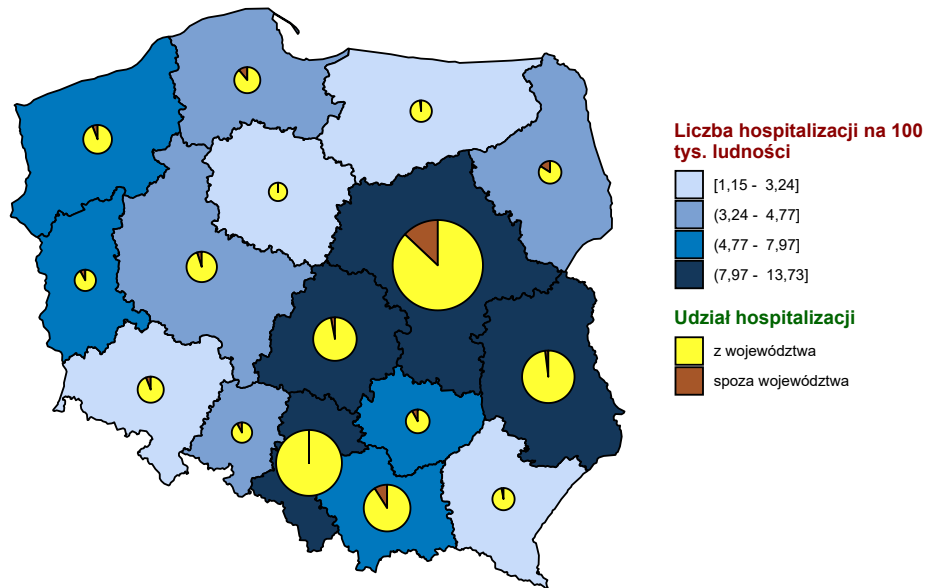 Liczba hospitalizacji na 100
tys. ludności
[1,15 - 3,24]
(3,24 - 4,77]
(4,77 - 7,97]
(7,97 - 13,73]
Udział hospitalizacji
z województwa
spoza województwa